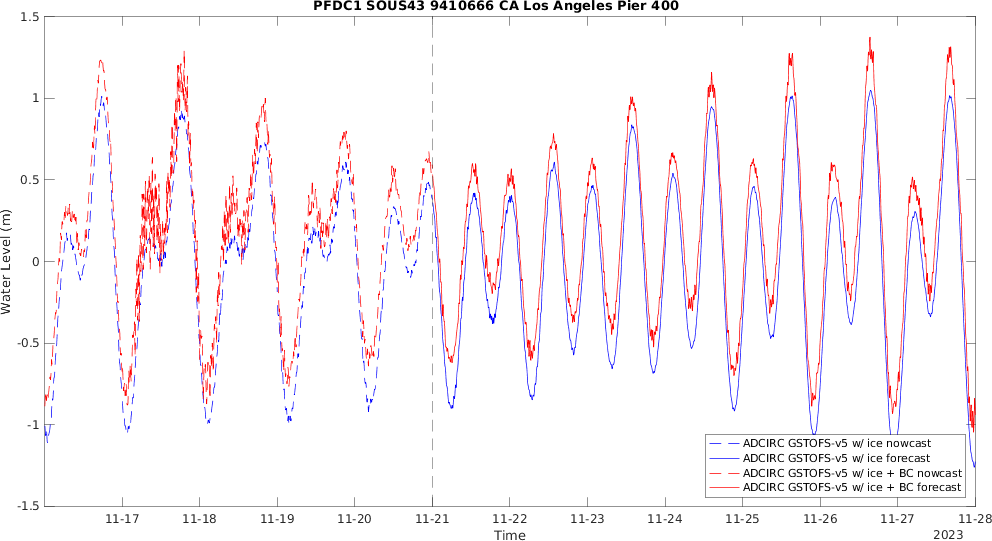 PFDC1 SOUS43 9410666 CA Los Angeles Pier 400
Water Level (m)
1.5
1
0.5
0
-0.5
-1
-1.5
ADCIRC GSTOFS-v5 w/ ice nowcast
ADCIRC GSTOFS-v5 w/ ice forecast
ADCIRC GSTOFS-v5 w/ ice + BC nowcast
ADCIRC GSTOFS-v5 w/ ice + BC forecast
11-17 11-18 11-19 11-20 11-21 11-22 11-23 11-24 11-25 11-26 11-27 11-28
Time
2023